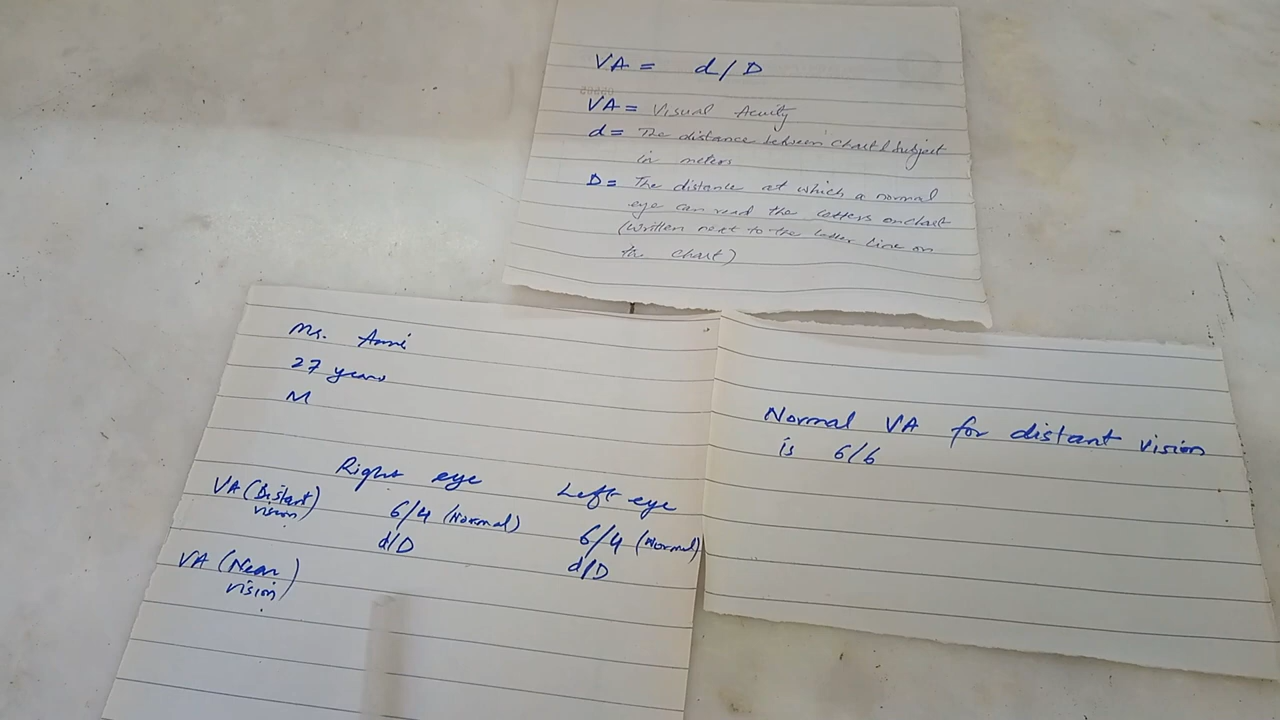 VA = d/D
VA = Visual Acuity
d = The distance between chart & Subject
in meters
D = The distance at which a normal
eye can read the letters on chart
(written next to the letter line on
the chart)
27 years
M
Right eye Left eye
VA (Distant vision) 6/4 (Normal) 6/4 (Normal)
d/D d/D
VA (Near vision)
Normal VA for distant vision
is 6/6